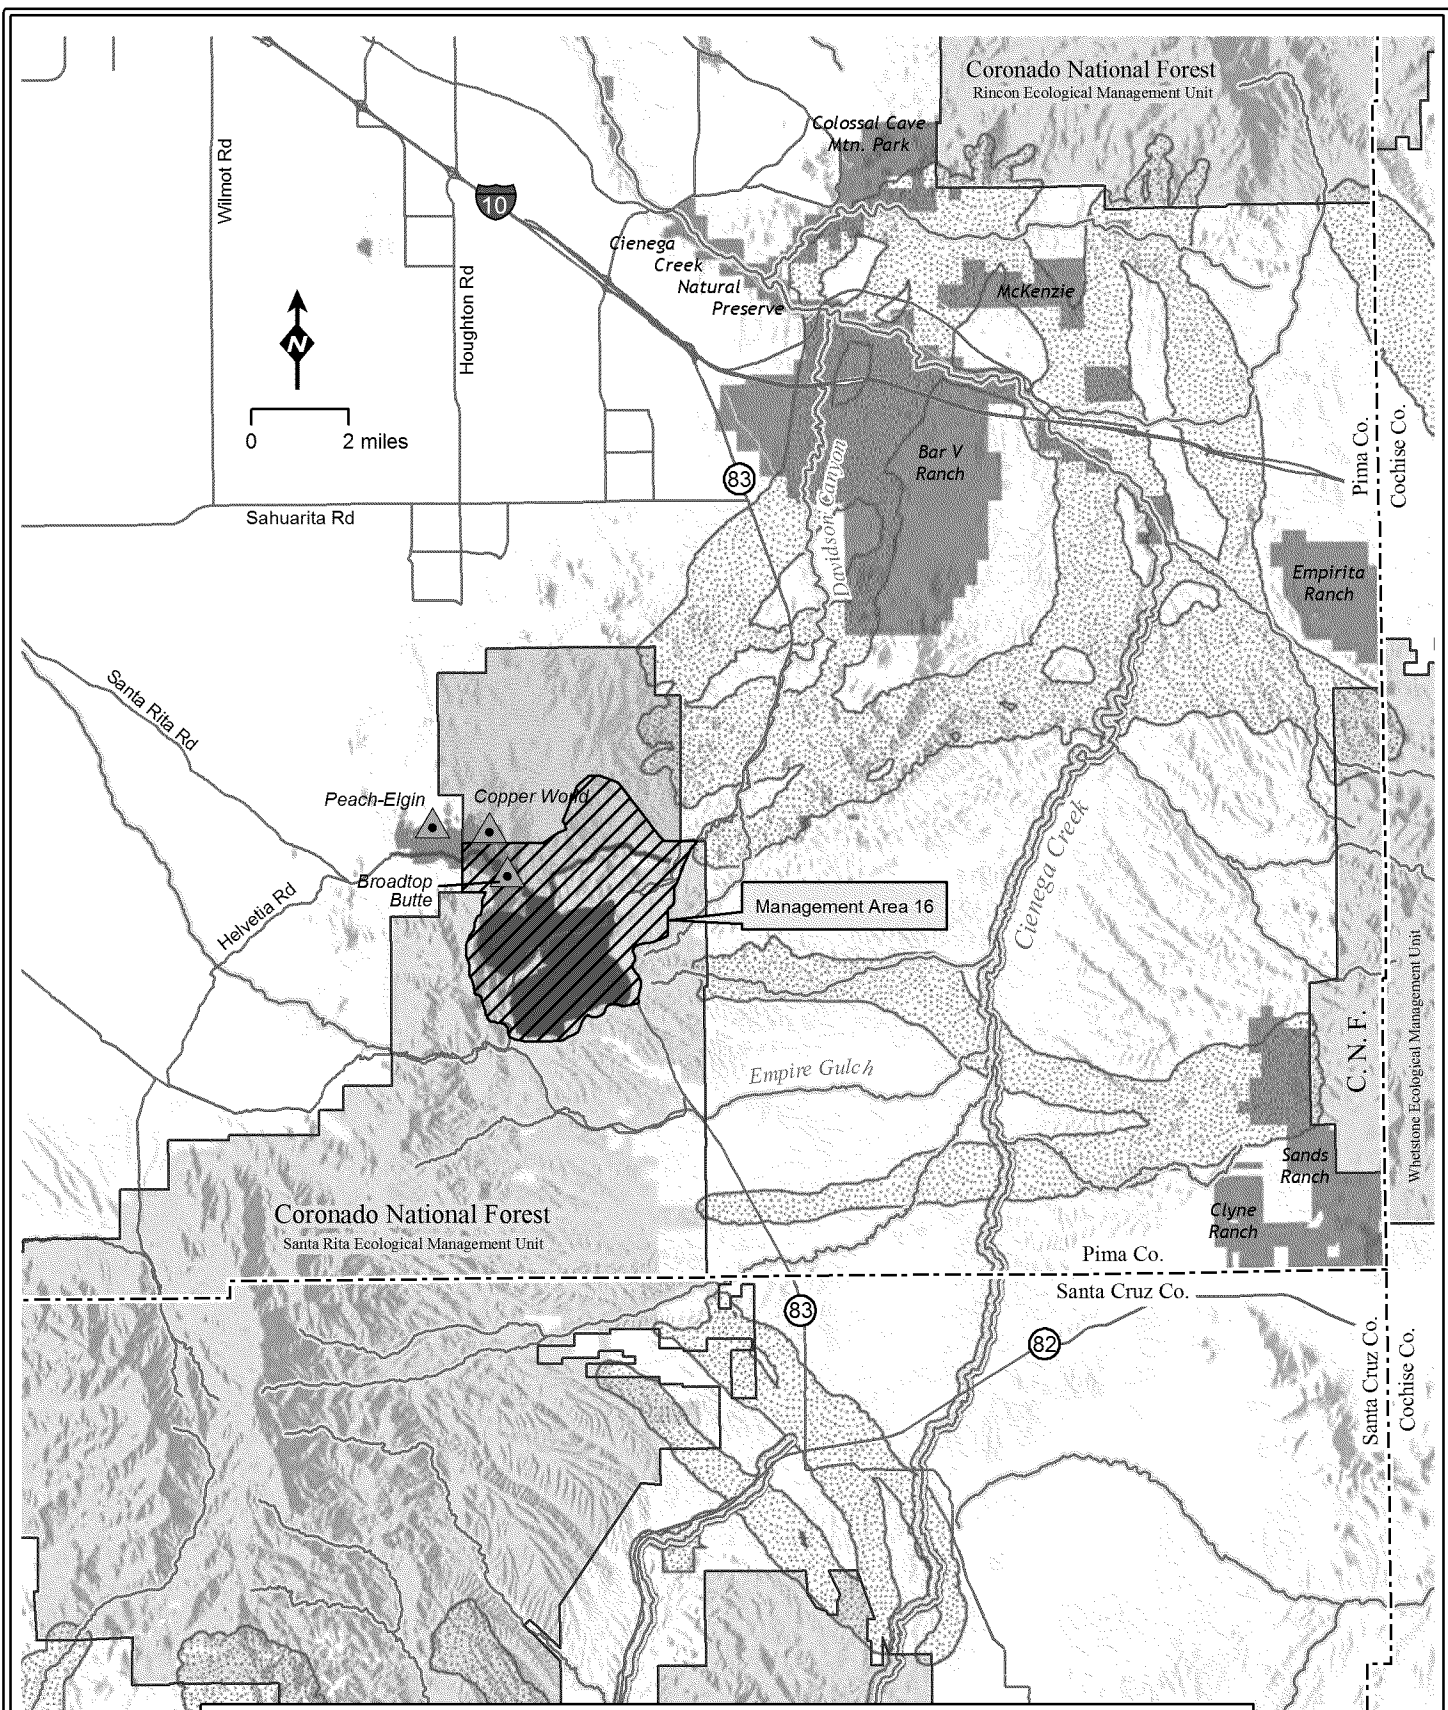 Coronado National Forest
Rincon Ecological Management Unit
Colossal Cave
Mtn. Park
Wilmot Rd
10
Cienega
Creek
Natural
Preserve
McKenzie
Houghton Rd
N
0 2 miles
83
Bar V
Ranch
Davidson Canyon
Pima Co.
Cochise Co.
Sahuarita Rd
Empirita
Ranch
Santa Rita Rd
Peach-Elgin
Copper World
Broadtop
Butte
Helvetia Rd
Management Area 16
Cienega Creek
Whetstone Ecological Management Unit
C. N. F.
Empire Gulch
Sands
Ranch
Clyne
Ranch
Coronado National Forest
Santa Rita Ecological Management Unit
Pima Co.
Santa Cruz Co.
83
82
Santa Cruz Co.
Cochise Co.